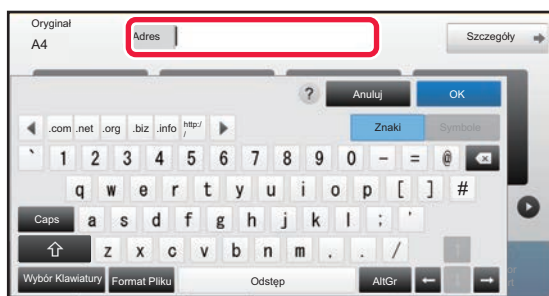 Oryginał
A4
Adres
Szczegóły
? Anuluj OK
.com .net .org .biz .info http:/
/
Znaki Symbole
` 1 2 3 4 5 6 7 8 9 0 - = @
q w e r t y u i o p [ ] #
Caps a s d f g h j k l ; '
z x c v b n m . . /
Wybór Klawiatury Format Pliku Odstęp AltGr